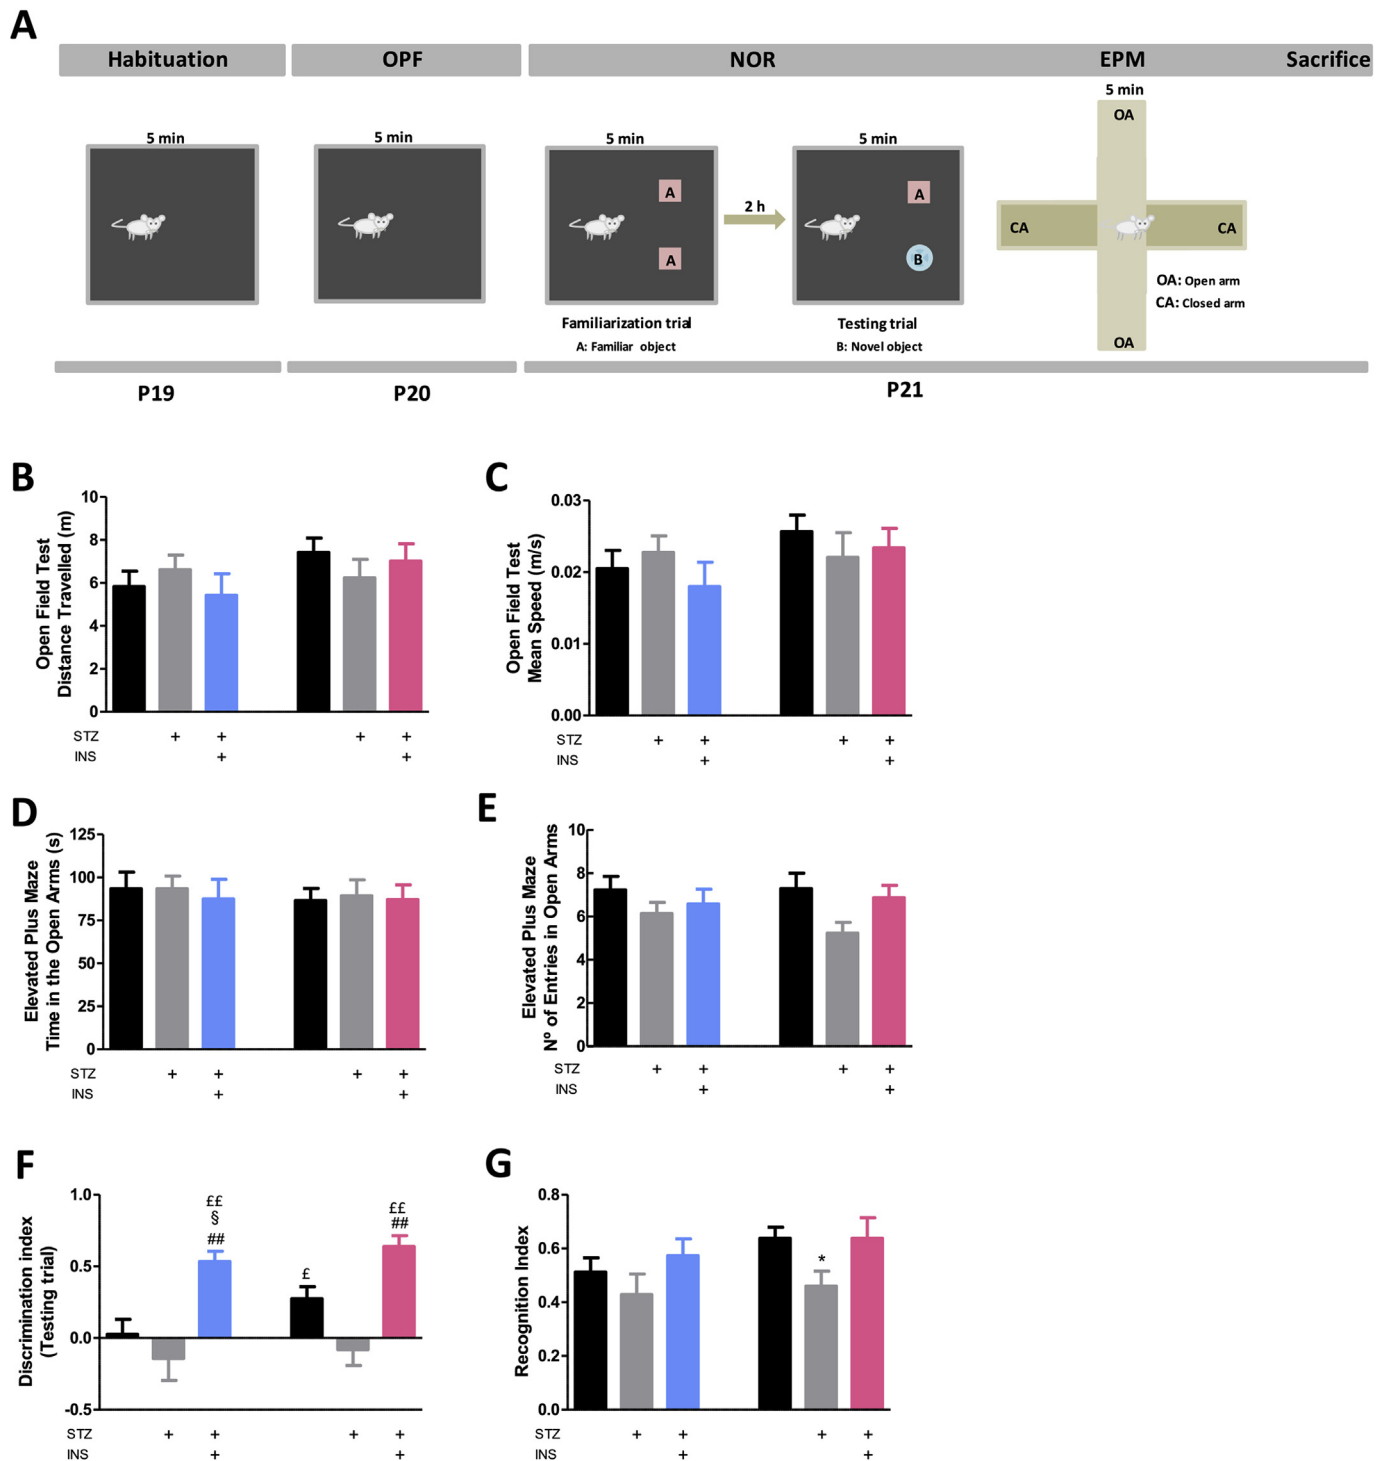 A
Habituation OPF NOR EPM Sacrifice
5 min 5 min 5 min 5 min 5 min
OA
A A
2 h
CA CA
A B
OA: Open arm
CA: Closed arm
Familiarization trial Testing trial
A: Familiar object B: Novel object
OA
P19 P20 P21
B
Open Field Test
Distance Travelled (m)
10
8
6
4
2
0
STZ + + + +
INS + +
C
Open Field Test
Mean Speed (m/s)
0.03
0.02
0.01
0.00
STZ + + + +
INS + +
D
Elevated Plus Maze
Time in the Open Arms (s)
125
100
75
50
25
0
STZ + + + +
INS + +
E
Elevated Plus Maze
Nº of Entries in Open Arms
10
8
6
4
2
0
STZ + + + +
INS + +
F
Discrimination index
(Testing trial)
1.0
0.5
0.0
-0.5
££
§
##
£
££
##
STZ + + + +
INS + +
G
Recognition Index
0.8
0.6
0.4
0.2
0.0
*
STZ + + + +
INS + +